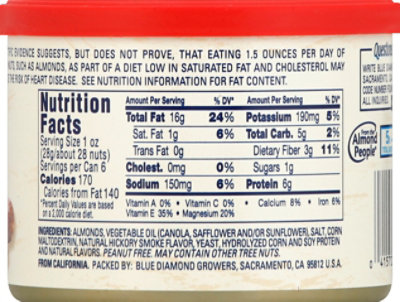 EVIDENCE SUGGESTS, BUT DOES NOT PROVE, THAT EATING 1.5 OUNCES PER DAY OF
SUCH AS ALMONDS, AS PART OF A DIET LOW IN SATURATED FAT AND CHOLESTEROL MAY
THE RISK OF HEART DISEASE. SEE NUTRITION INFORMATION FOR FAT CONTENT.
Question
WRITE BLUE DIAM
SACRAMENTO, CA
CODE NUMBER
ALL INQUIRIES.
Nutrition
Facts
Serving Size 1 oz
(28g/about 28 nuts)
Servings per Can 6
Calories 170
Calories from Fat 140
*Percent Daily Values are based
on a 2,000 calorie diet.
Amount Per Serving % DV*
Total Fat 16g 24%
Sat. Fat 1g 6%
Trans Fat 0g
Cholest. 0mg 0%
Sodium 150mg 6%
Amount Per Serving % DV*
Potassium 190mg 5%
Total Carb. 5g 2%
Dietary Fiber 3g 11%
Sugars 1g
Protein 6g
Vitamin A 0% • Vitamin C 0% • Calcium 8% • Iron 6%
Vitamin E 35% • Magnesium 20%
From the
Almond
People®
INGREDIENTS: ALMONDS, VEGETABLE OIL (CANOLA, SAFFLOWER AND/OR SUNFLOWER), SALT, CORN
MALTODEXTRIN, NATURAL HICKORY SMOKE FLAVOR, YEAST, HYDROLYZED CORN AND SOY PROTEIN
AND NATURAL FLAVORS. PEANUT FREE. MAY CONTAIN OTHER TREE NUTS.
FROM CALIFORNIA. PACKED BY: BLUE DIAMOND GROWERS, SACRAMENTO, CA 95812 U.S.A.